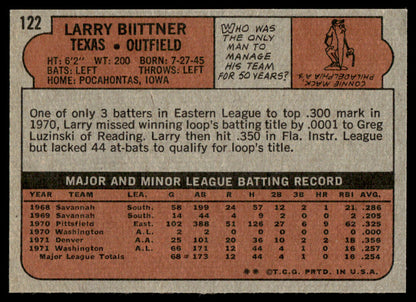 122
LARRY BIITTNER
TEXAS • OUTFIELD
HT: 6'2" WT: 200 BORN: 7-27-45
BATS: LEFT THROWS: LEFT
HOME: POCAHONTAS, IOWA
WHO WAS
THE ONLY
MAN TO
MANAGE
HIS TEAM
FOR 50 YEARS?
CONNIE MACK
PHILADELPHIA A's
One of only 3 batters in Eastern League to top .300 mark in
1970, Larry missed winning loop's batting title by .0001 to Greg
Luzinski of Reading. Larry then hit .350 in Fla. Instr. League
but lacked 44 at-bats to qualify for loop's title.
MAJOR AND MINOR LEAGUE BATTING RECORD
YEAR TEAM LEA. G AB R H 2B 3B HR RBI AVG.
1968 Savannah South. 58 199 24 57 12 2 1 21 .286
1969 Savannah South. 14 44 4 9 1 0 0 2 .204
1970 Pittsfield East. 102 388 51 126 27 6 9 62 .325
1970 Washington A.L. 2 2 0 0 0 0 0 0 .000
1971 Denver A.A. 25 101 20 36 5 2 2 18 .356
1971 Washington A.L. 66 171 12 44 4 1 0 16 .257
Major League Totals 68 173 12 44 4 1 0 16 .254
** ©T.C.G. PRTD. IN U.S.A.